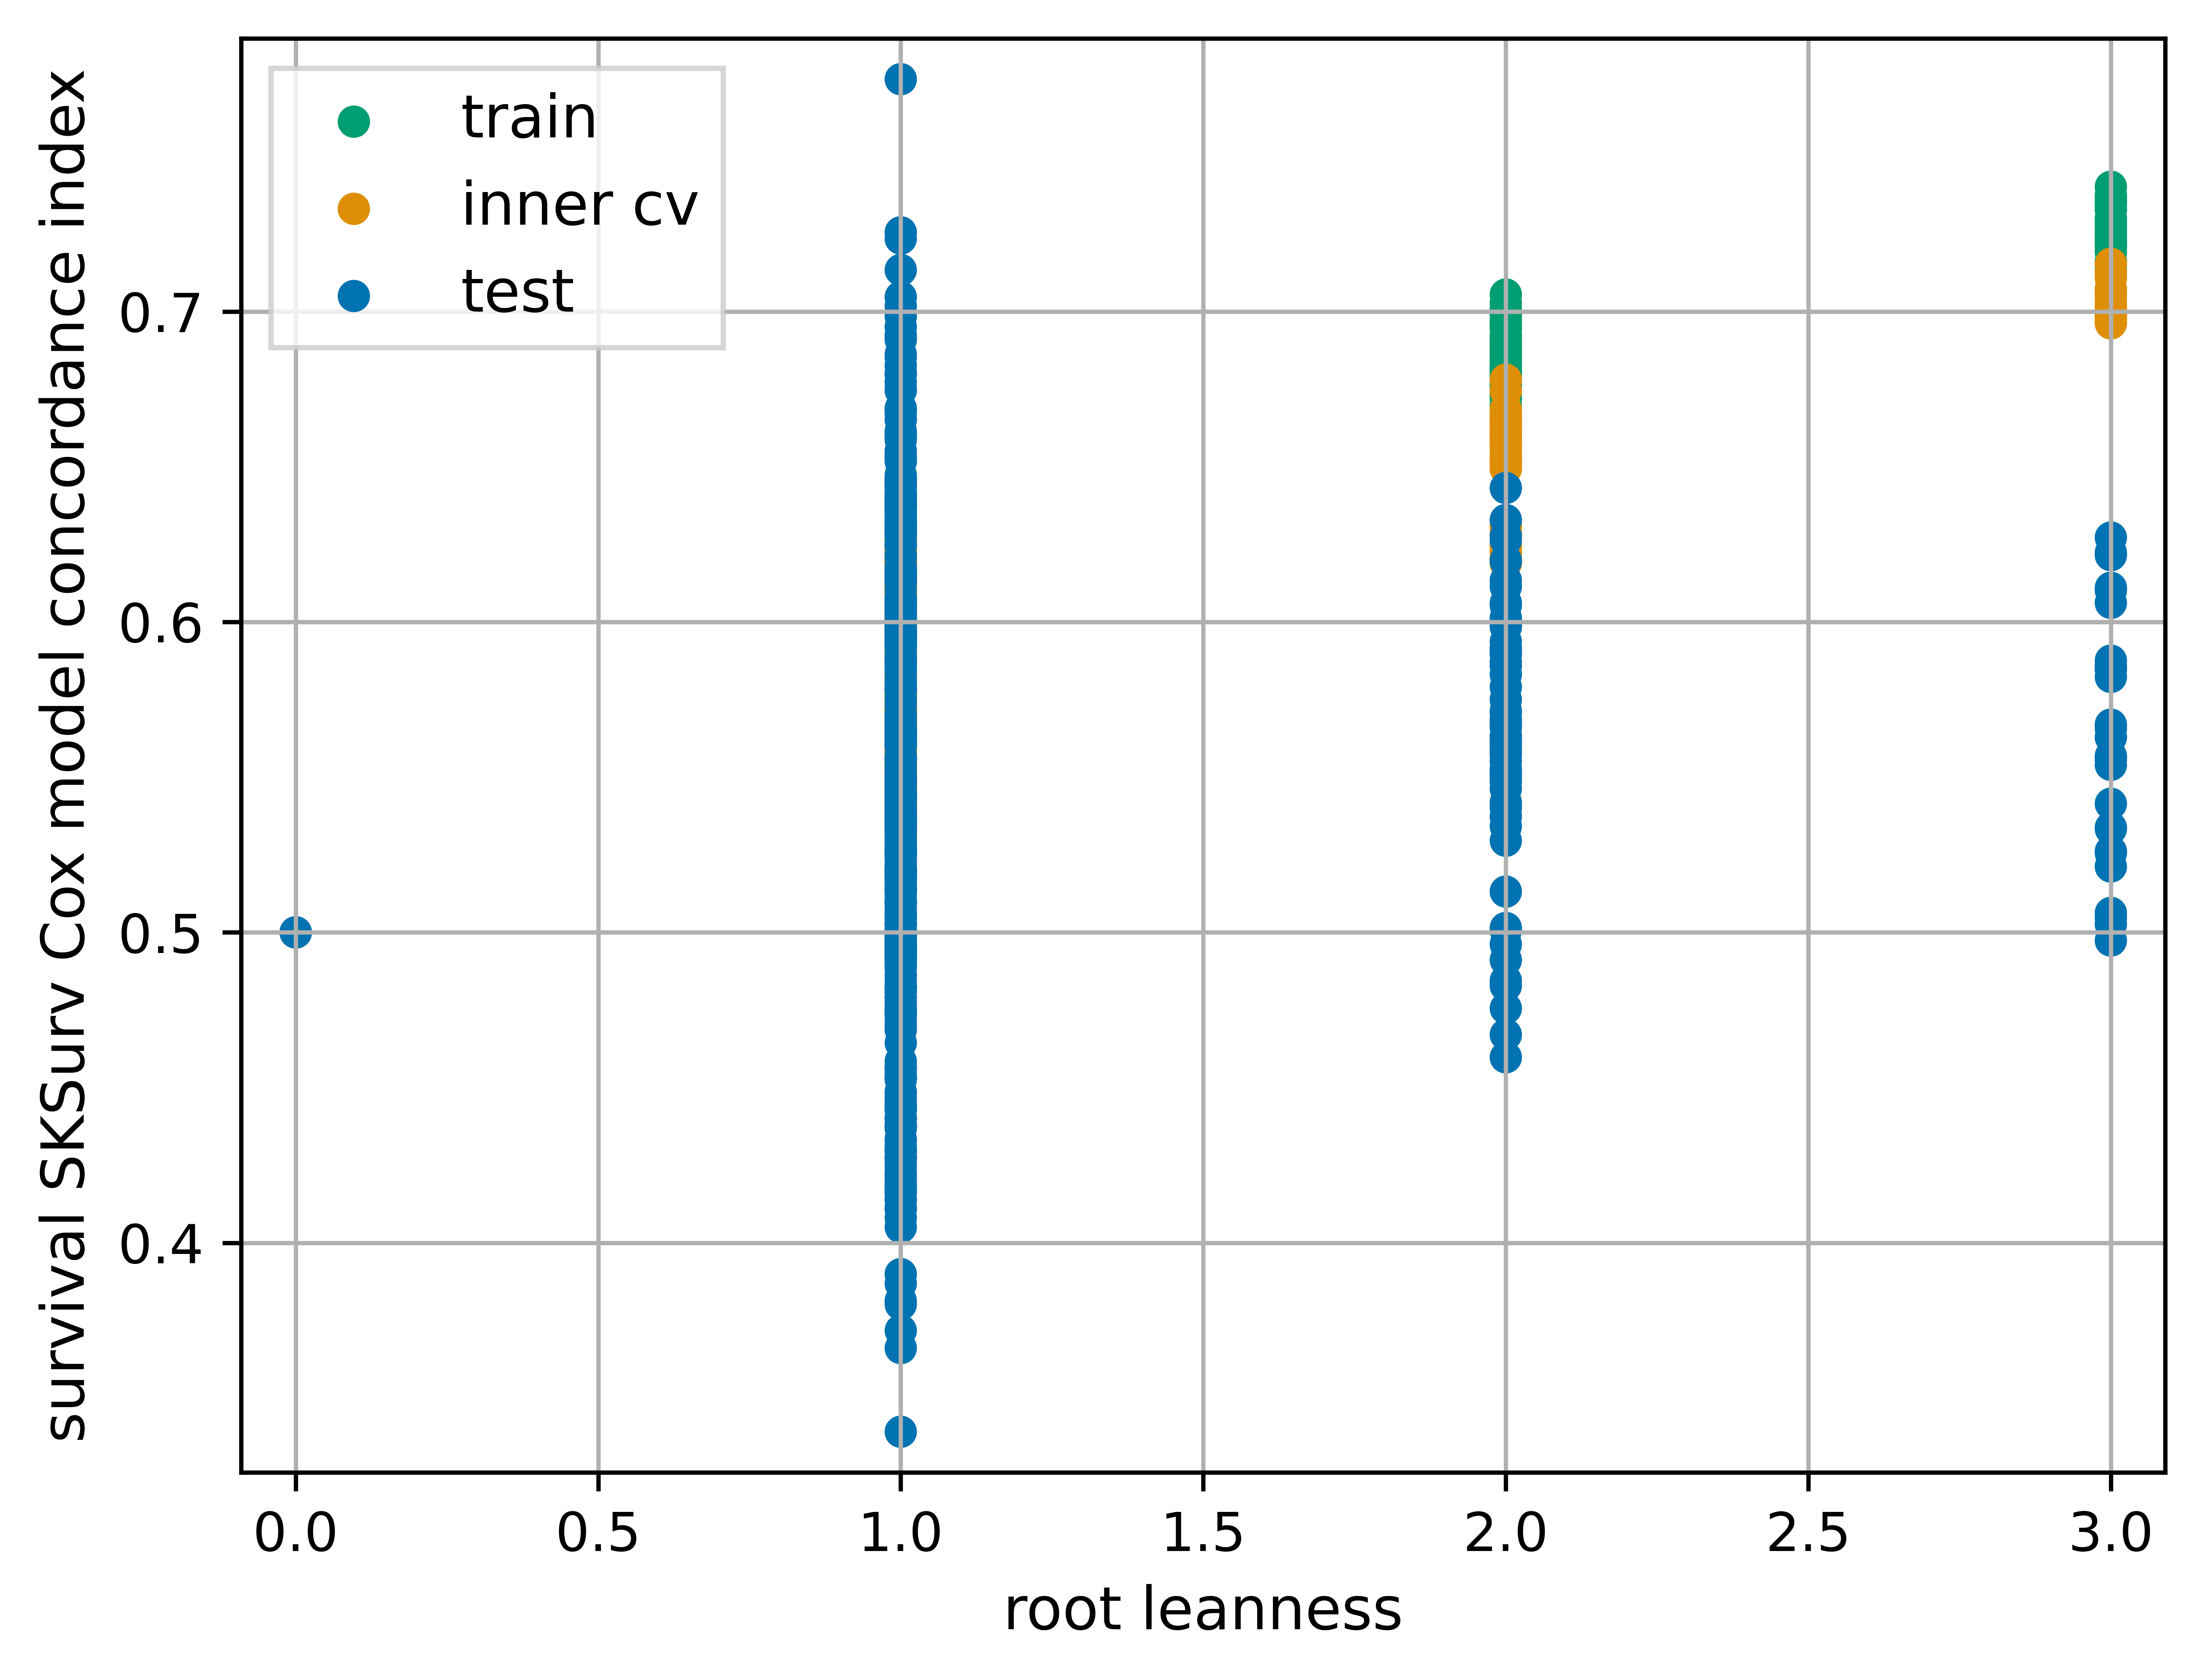 survival SKSurv Cox model concordance index
train
inner cv
test
0.7
0.6
0.5
0.4
0.0 0.5 1.0 1.5 2.0 2.5 3.0
root leanness